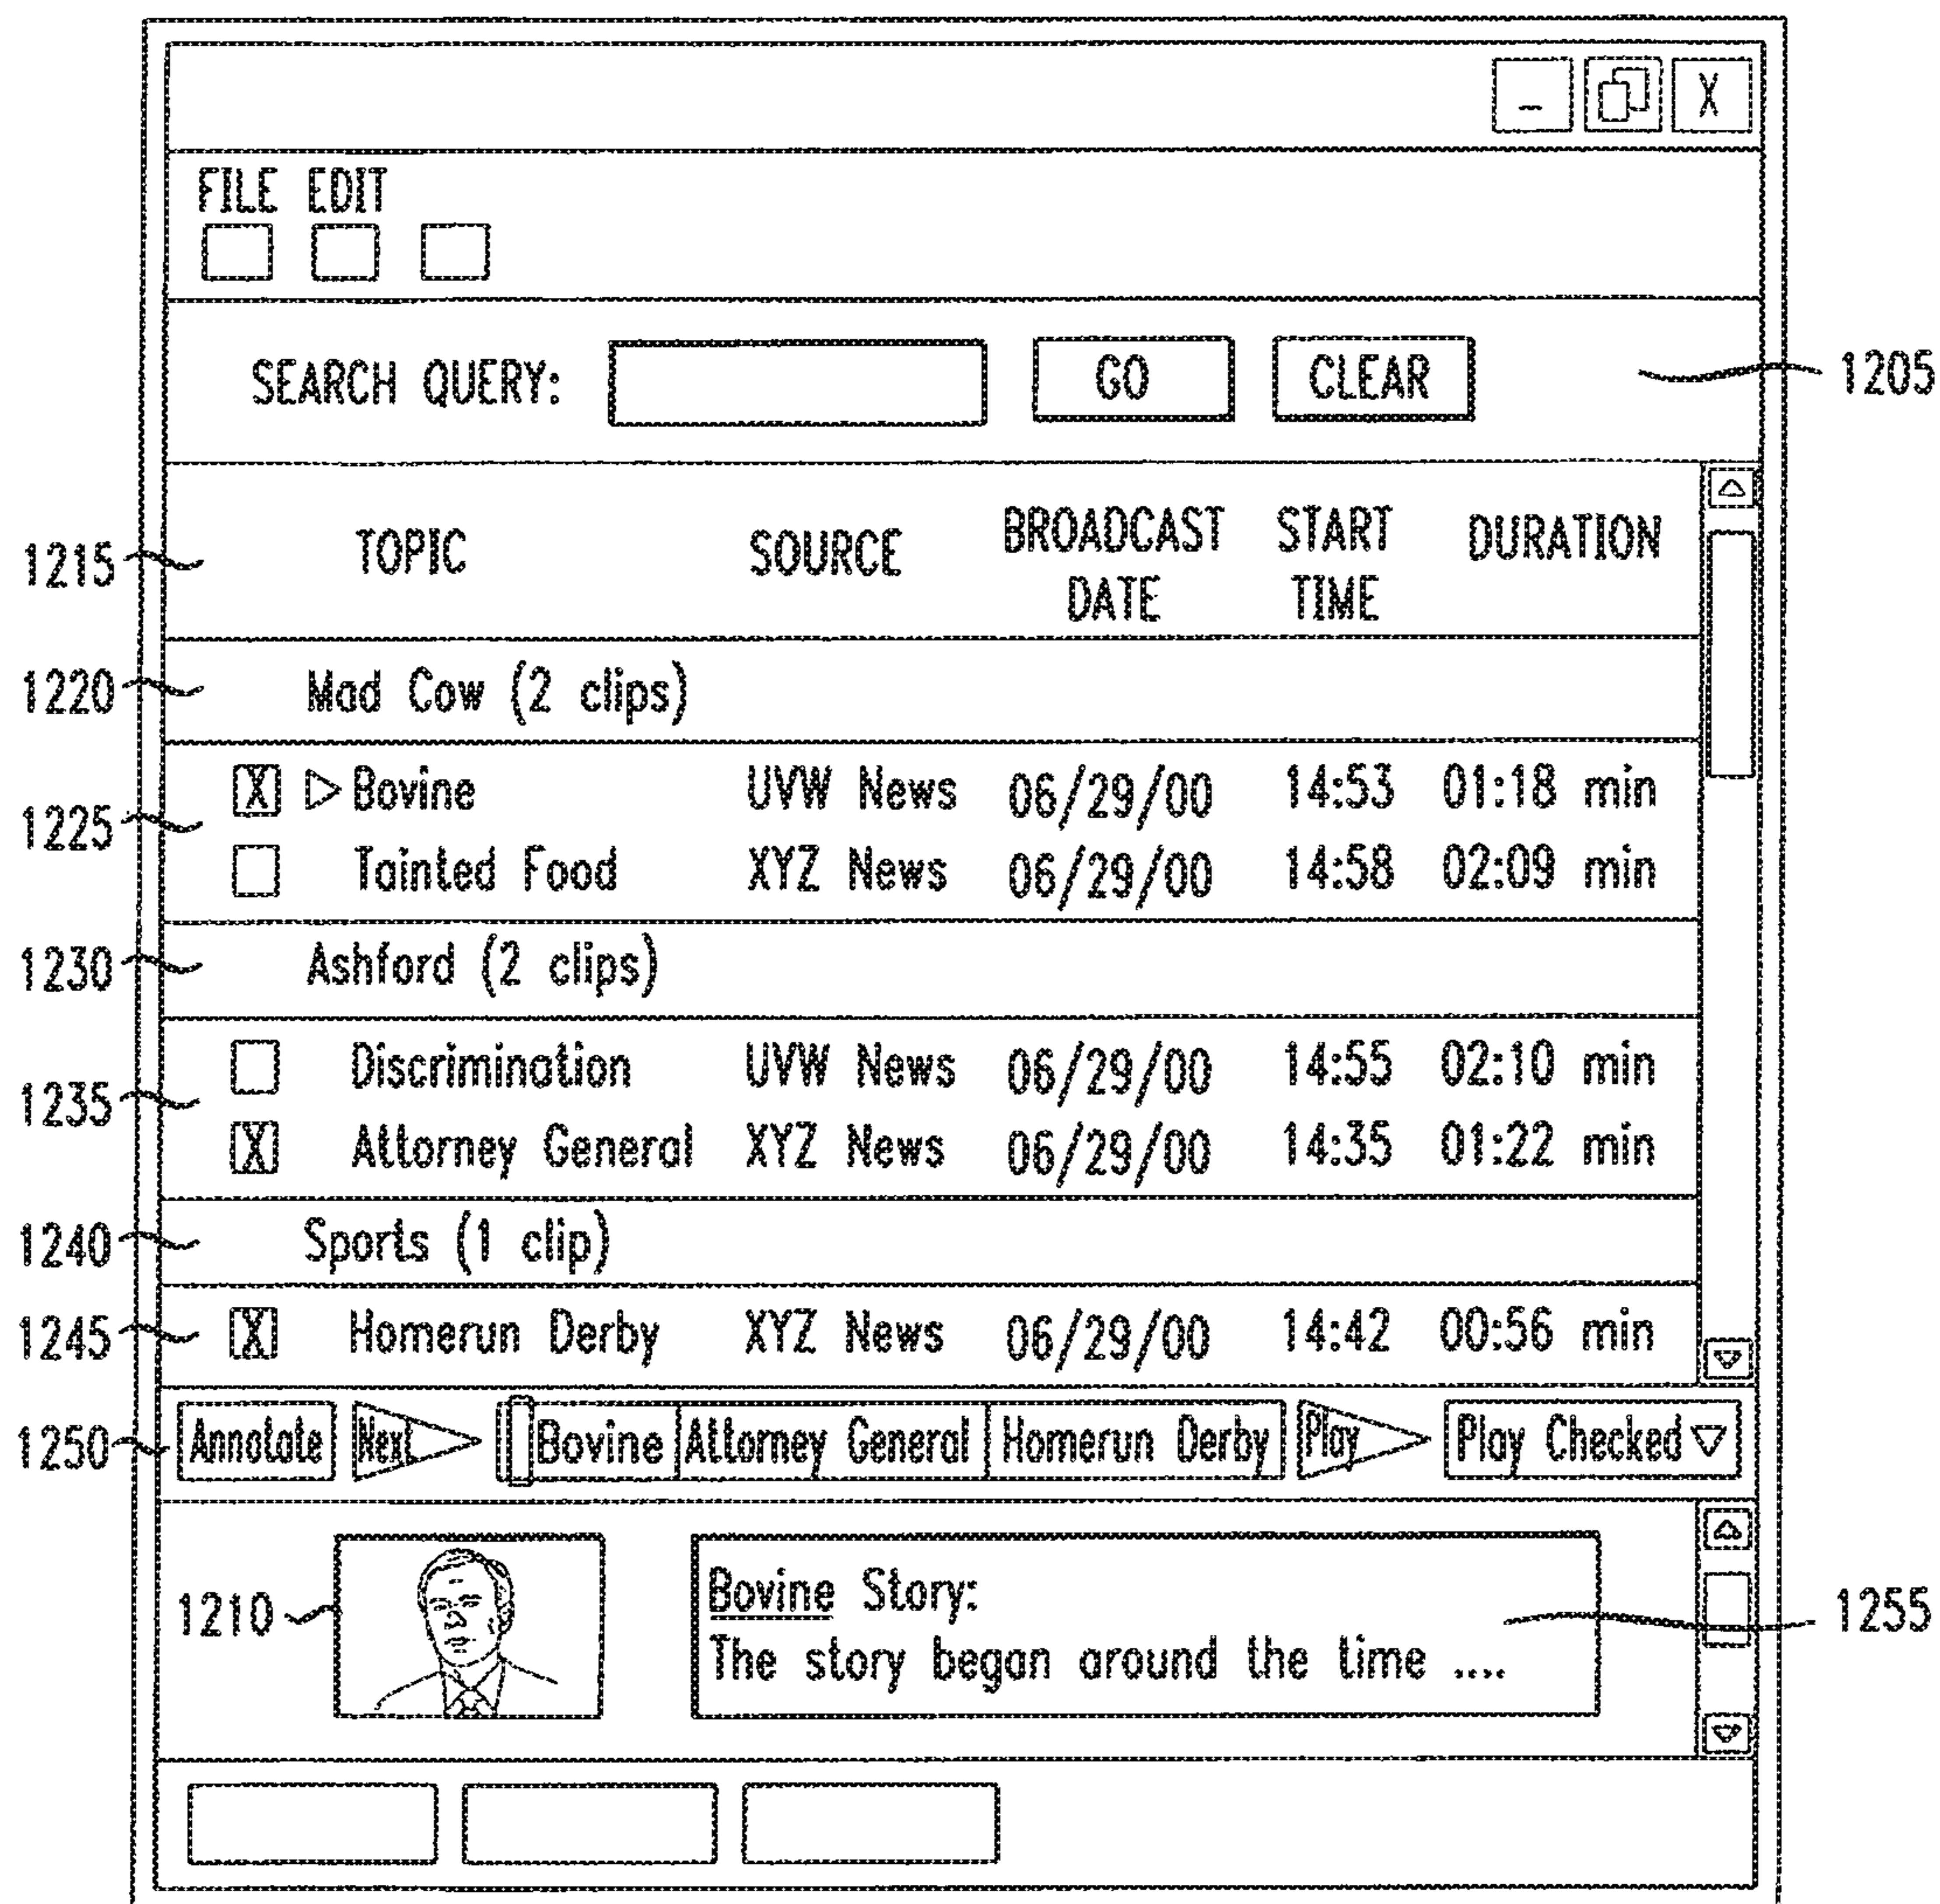 _ X
FILE EDIT
SEARCH QUERY: GO CLEAR 1205
1215 TOPIC SOURCE BROADCAST DATE START TIME DURATION
1220 Mad Cow (2 clips)
1225 X Bovine UVW News 06/29/00 14:53 01:18 min
Tainted Food XYZ News 06/29/00 14:58 02:09 min
1230 Ashford (2 clips)
1235 Discrimination UVW News 06/29/00 14:55 02:10 min
X Attorney General XYZ News 06/29/00 14:35 01:22 min
1240 Sports (1 clip)
1245 X Homerun Derby XYZ News 06/29/00 14:42 00:56 min
1250 Annotate Next Bovine Attorney General Homerun Derby Play Play Checked
1210 Bovine Story: 1255
The story began around the time ....